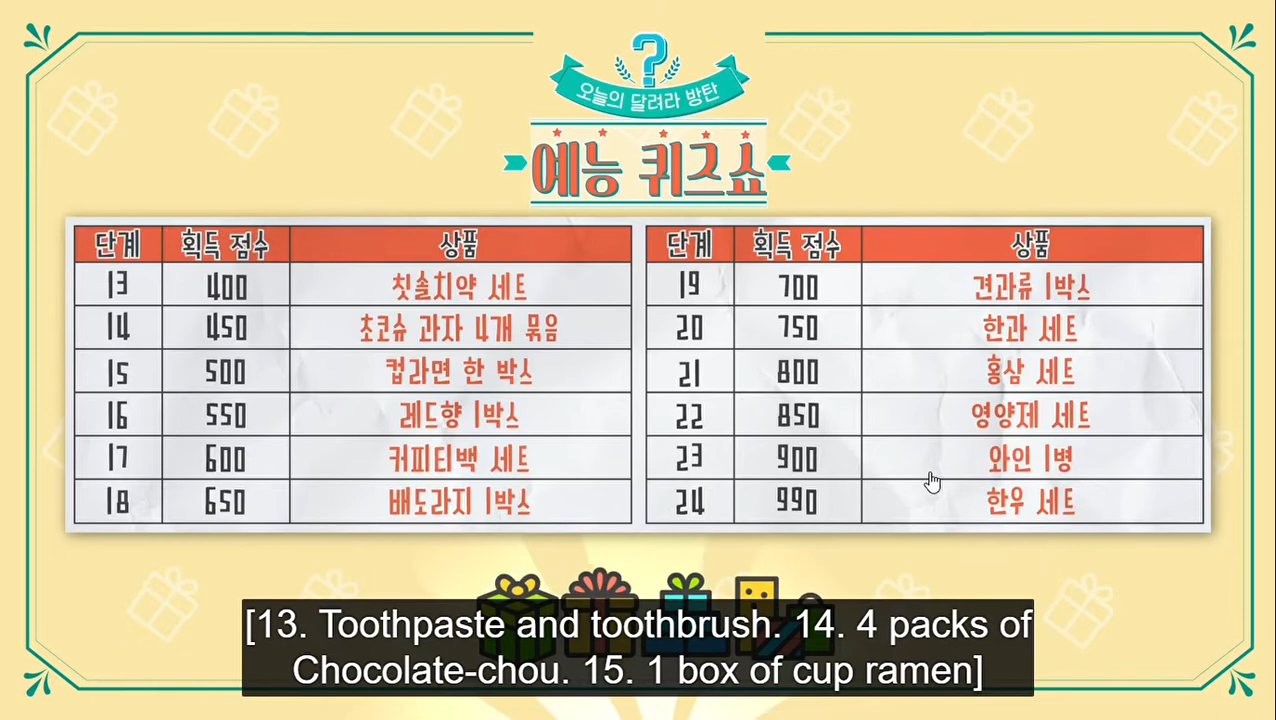 ?
오늘의 달려라 방탄
예능 퀴즈쇼
단계 획득 점수 상품
13 400 칫솔치약 세트
14 450 초코슈 과자 4개 묶음
15 500 컵라면 한 박스
16 550 레드향 1박스
17 600 커피티백 세트
18 650 배도라지 1박스
단계 획득 점수 상품
19 700 견과류 1박스
20 750 한과 세트
21 800 홍삼 세트
22 850 영양제 세트
23 900 와인 1병
24 990 한우 세트
[13. Toothpaste and toothbrush. 14. 4 packs of
Chocolate-chou. 15. 1 box of cup ramen]